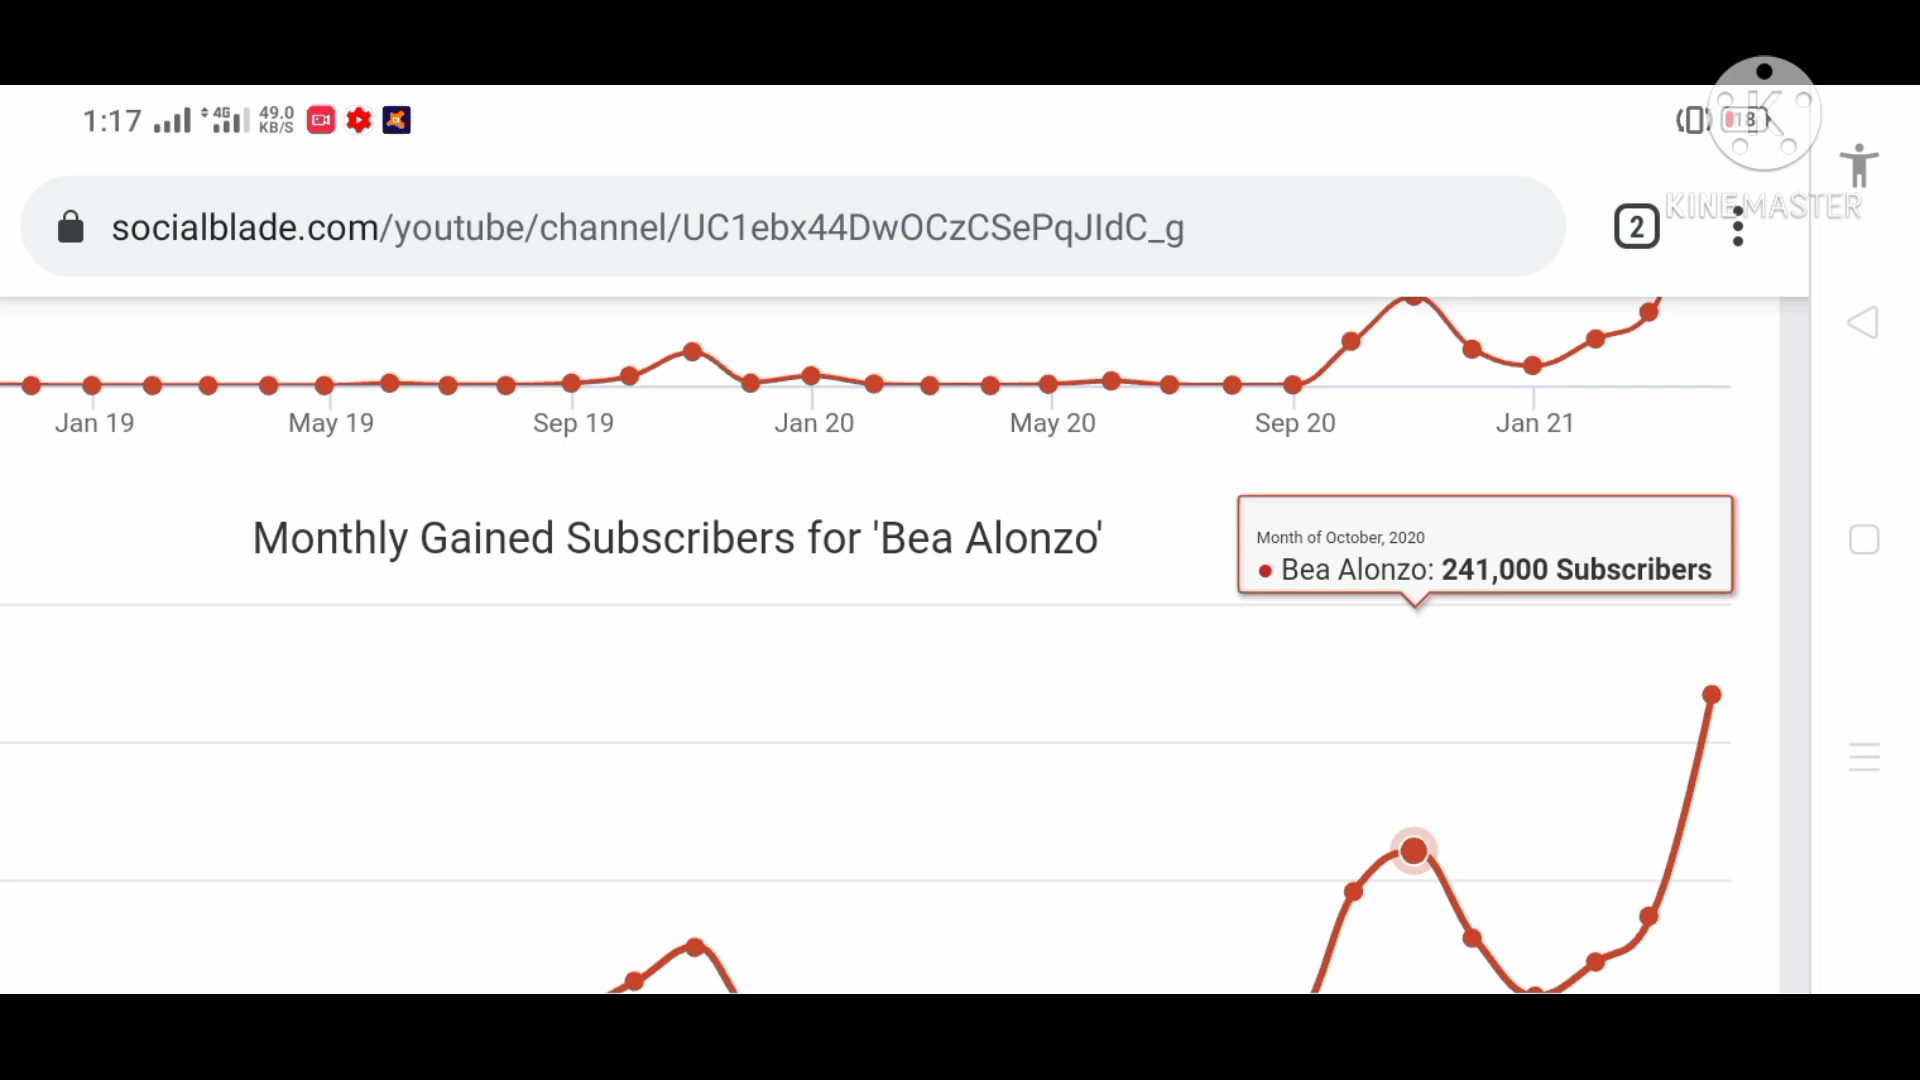 1:17 4G 49.0 KB/S 18
KINEMASTER
socialblade.com/youtube/channel/UC1ebx44DwOCzCSePqJIdC_g 2
Jan 19 May 19 Sep 19 Jan 20 May 20 Sep 20 Jan 21
Monthly Gained Subscribers for 'Bea Alonzo'
Month of October, 2020
Bea Alonzo: 241,000 Subscribers